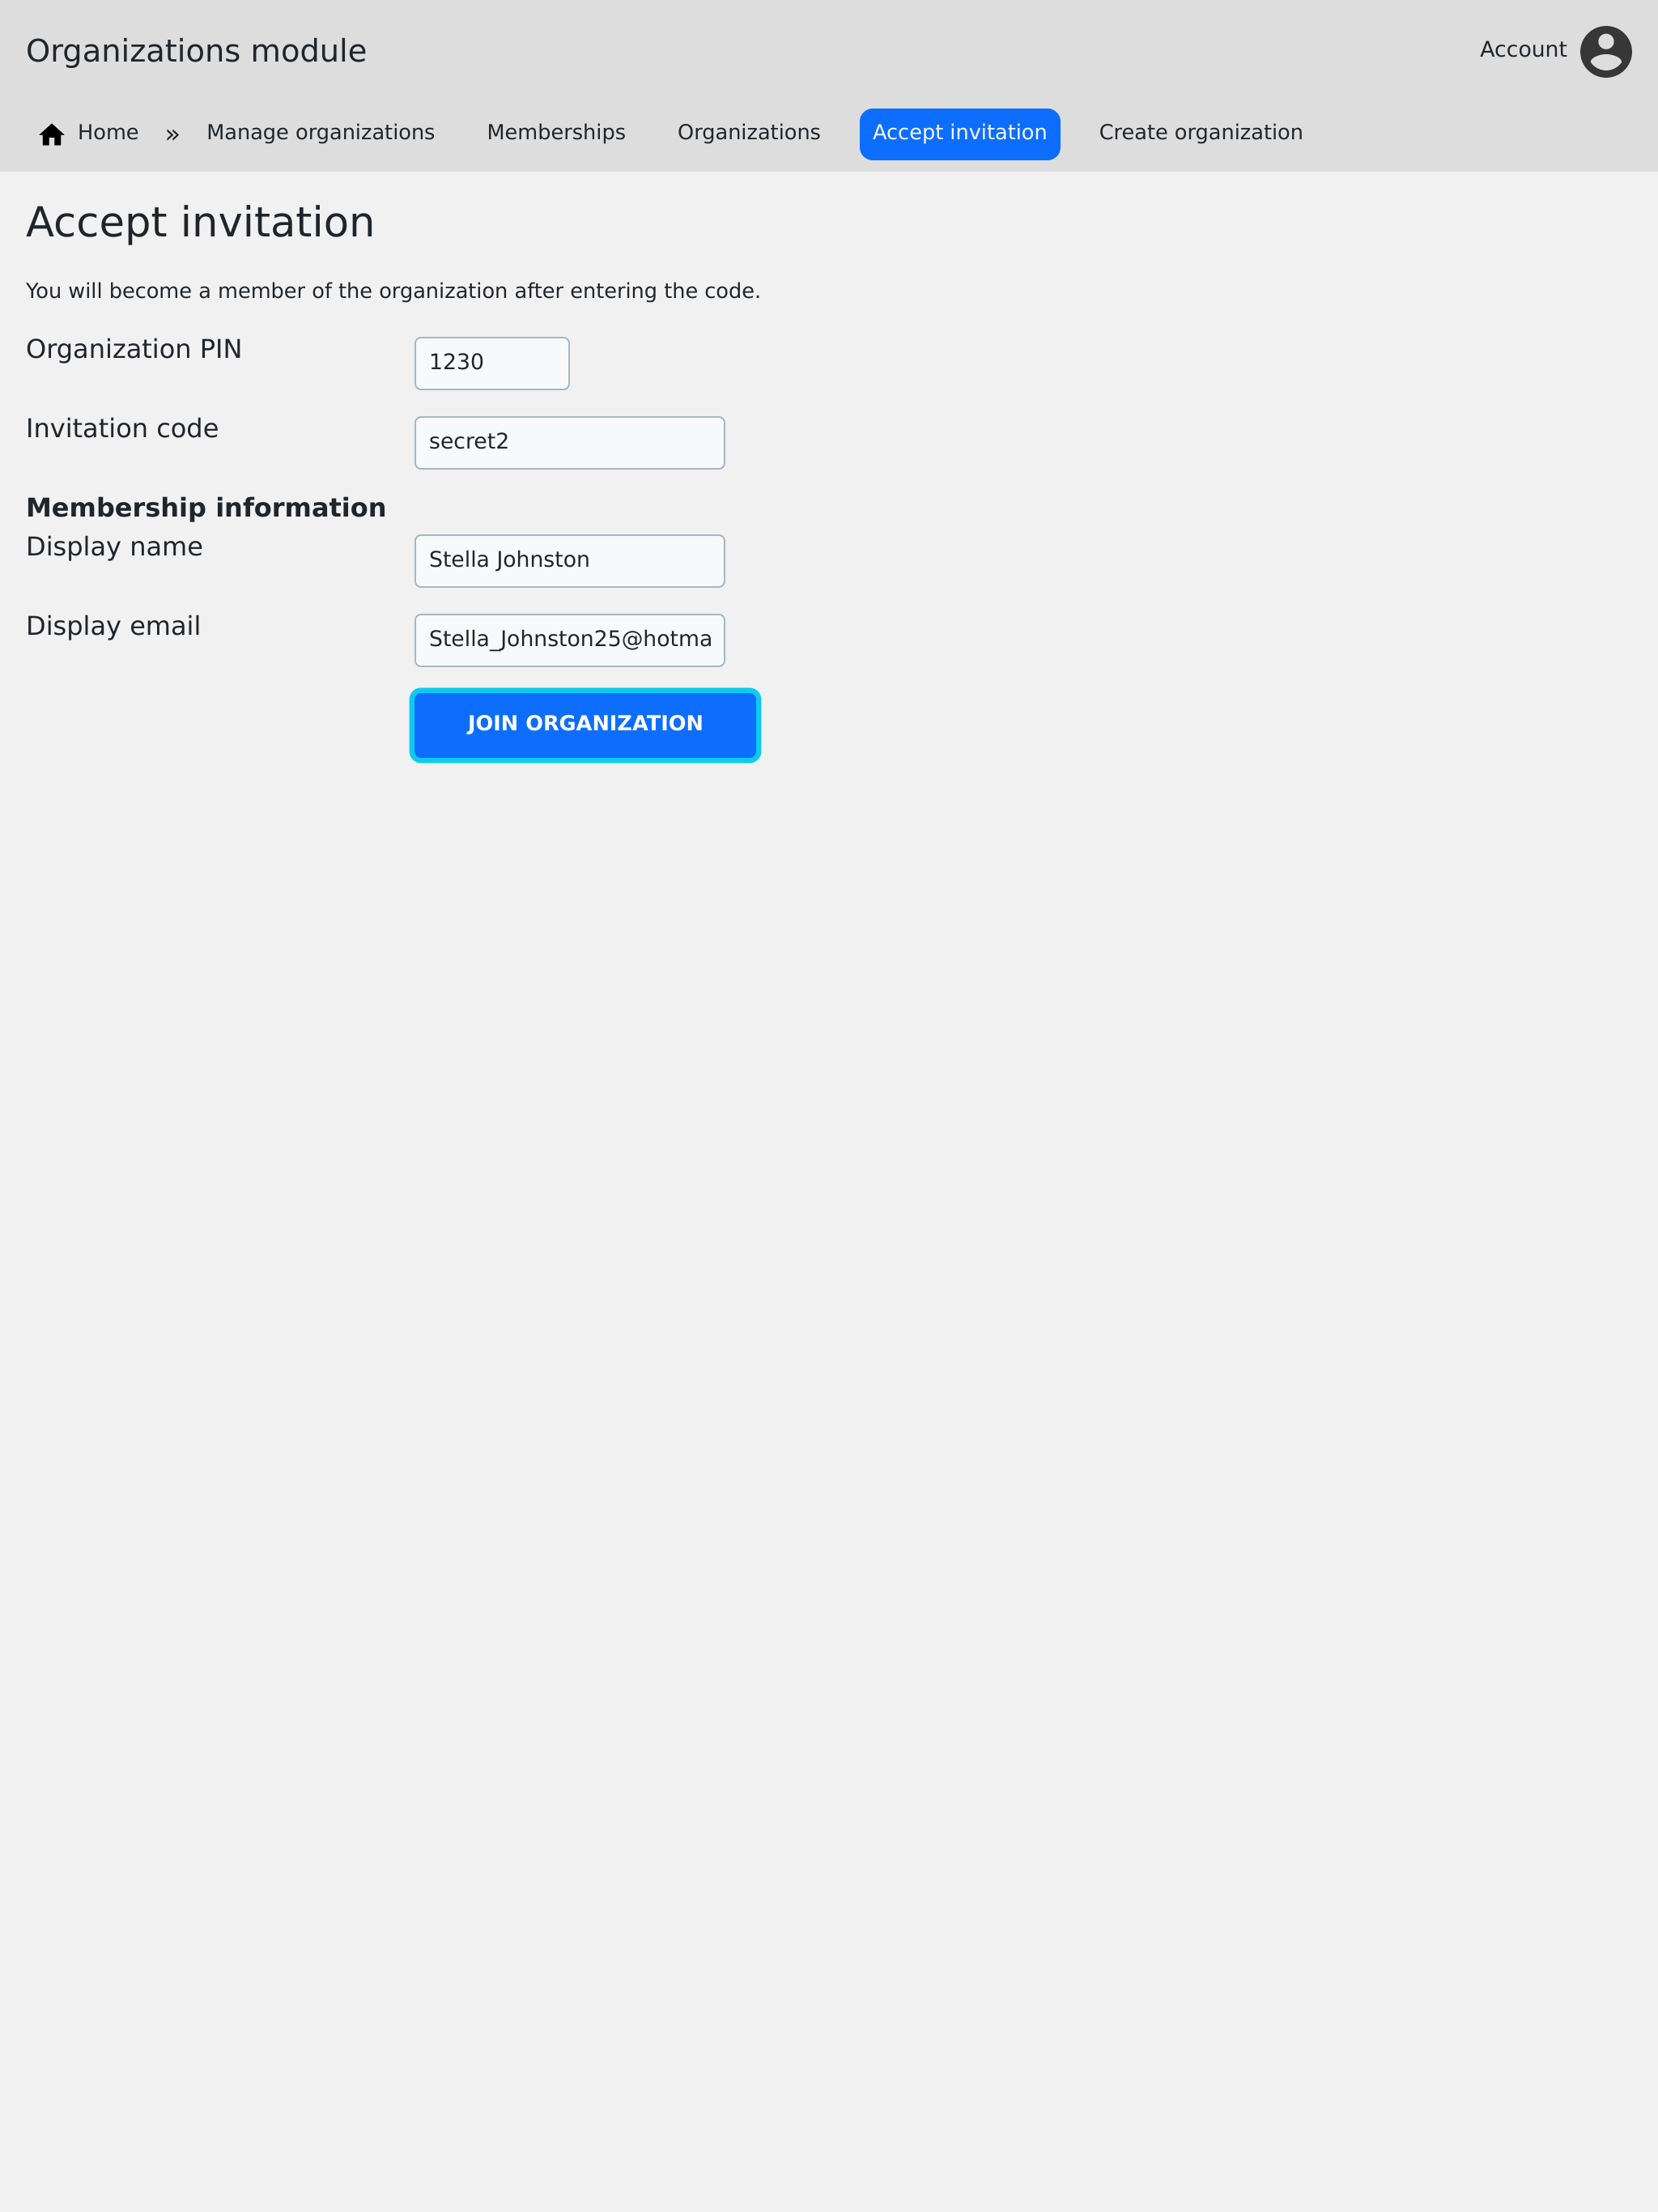 Organizations module
Account
Home » Manage organizations Memberships Organizations Accept invitation Create organization
Accept invitation
You will become a member of the organization after entering the code.
Organization PIN 1230
Invitation code secret2
Membership information
Display name Stella Johnston
Display email Stella_Johnston25@hotma
JOIN ORGANIZATION